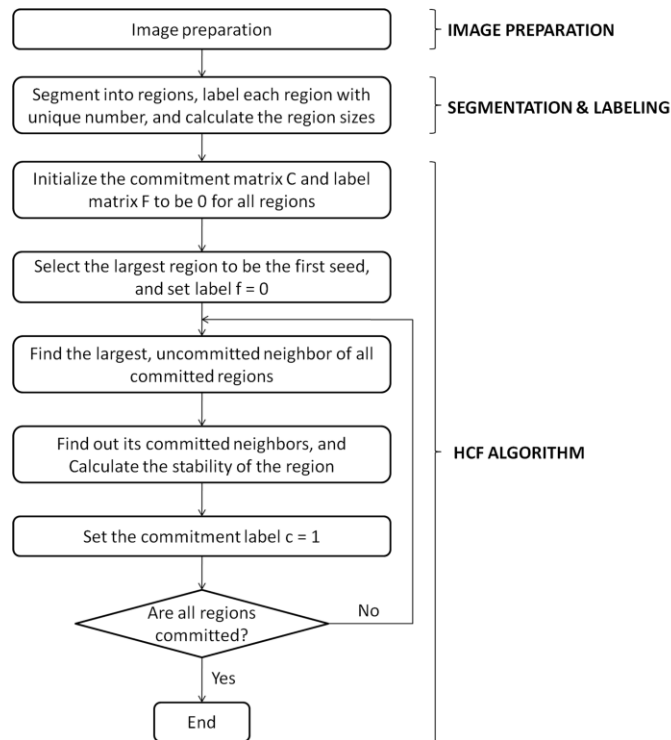 Image preparation
IMAGE PREPARATION
Segment into regions, label each region with
unique number, and calculate the region sizes
SEGMENTATION & LABELING
Initialize the commitment matrix C and label
matrix F to be 0 for all regions
Select the largest region to be the first seed,
and set label f = 0
Find the largest, uncommitted neighbor of all
committed regions
Find out its committed neighbors, and
Calculate the stability of the region
HCF ALGORITHM
Set the commitment label c = 1
Are all regions
committed?
No
Yes
End